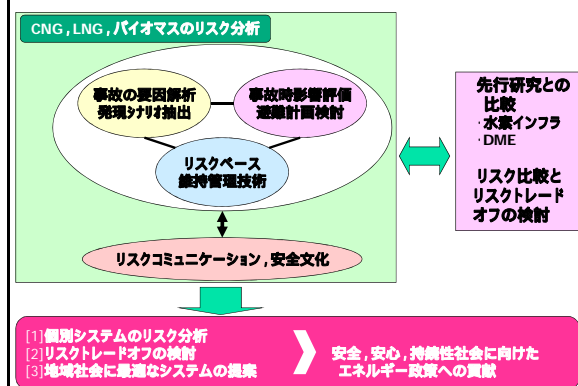 CNG,LNG,バイオマスのリスク分析
事故の要因解析
発現ｼﾅﾘｵ抽出
事故時影響評価
避難計画検討
リスクベース
維持管理技術
リスクコミュニケーション,安全文化
先行研究との
比較
･水素インフラ
･DME
リスク比較と
リスクトレード
オフの検討
[1]個別システムのリスク分析
[2]リスクトレードオフの検討
[3]地域社会に最適なシステムの提案
安全,安心,持続性社会に向けた
エネルギー政策への貢献